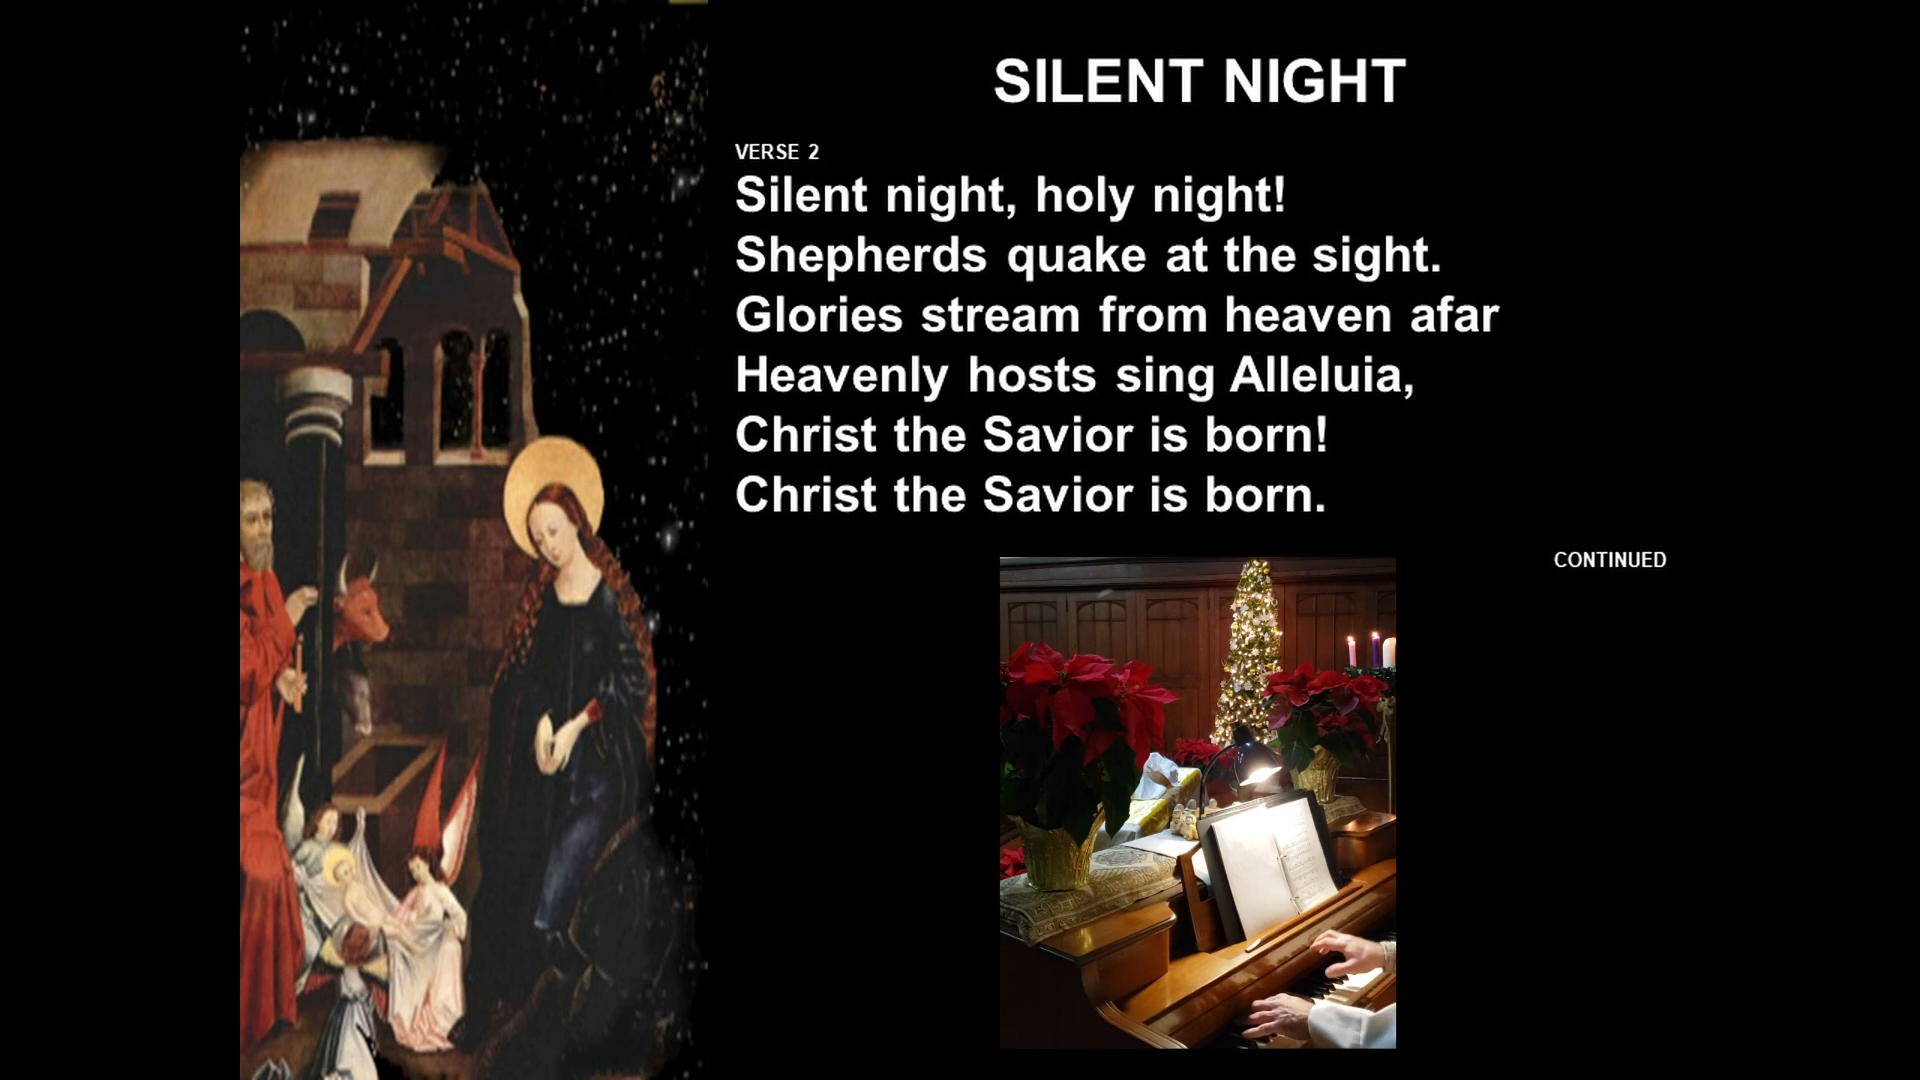 SILENT NIGHT
VERSE 2
Silent night, holy night!
Shepherds quake at the sight.
Glories stream from heaven afar
Heavenly hosts sing Alleluia,
Christ the Savior is born!
Christ the Savior is born.
CONTINUED